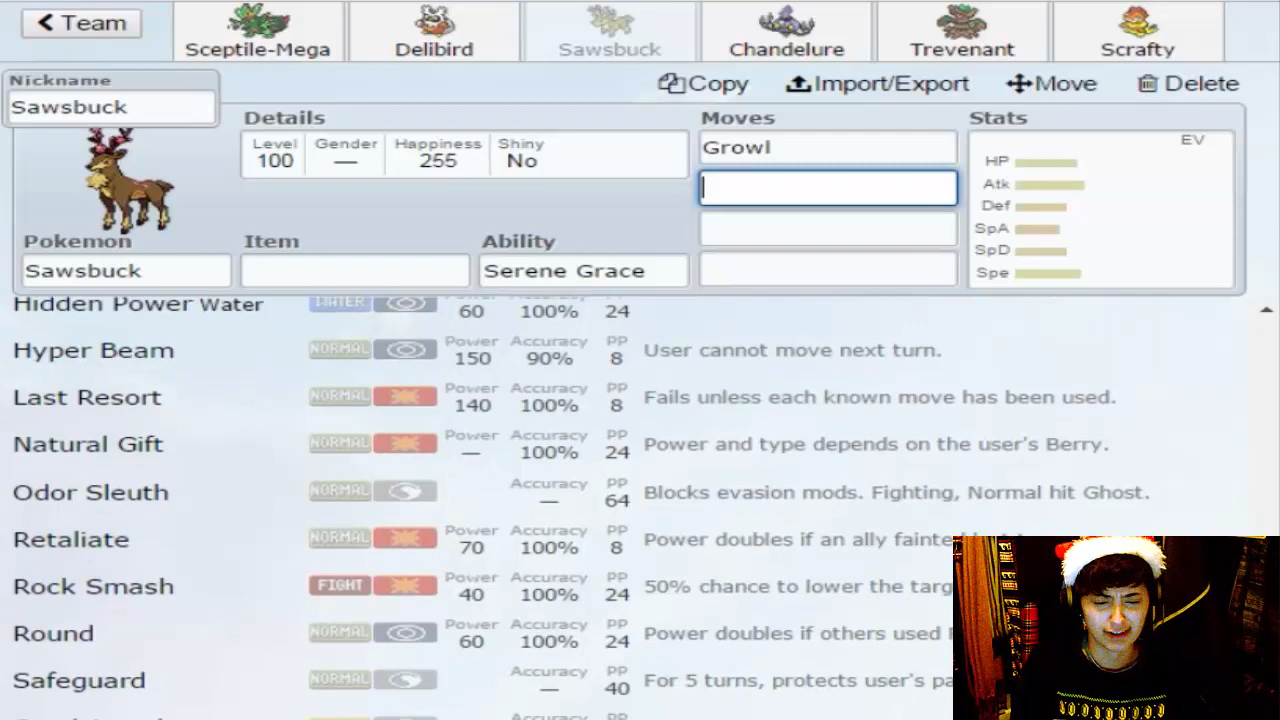 Team
Sceptile-Mega
Delibird
Sawsbuck
Chandelure
Trevenant
Scrafty
Nickname
Sawsbuck
Copy
Import/Export
Move
Delete
Details
Level
100
Gender
—
Happiness
255
Shiny
No
Moves
Growl
Stats
EV
HP
Atk
Def
SpA
SpD
Spe
Pokemon
Sawsbuck
Item
Ability
Serene Grace
Hidden Power Water WATER 60 100% 24
Power Accuracy PP
Hyper Beam NORMAL 150 90% 8 User cannot move next turn.
Power Accuracy PP
Last Resort NORMAL 140 100% 8 Fails unless each known move has been used.
Power Accuracy PP
Natural Gift NORMAL — 100% 24 Power and type depends on the user's Berry.
Accuracy PP
Odor Sleuth NORMAL — 64 Blocks evasion mods. Fighting, Normal hit Ghost.
Power Accuracy PP
Retaliate NORMAL 70 100% 8 Power doubles if an ally fainted
Power Accuracy PP
Rock Smash FIGHT 40 100% 24 50% chance to lower the
Power Accuracy PP
Round NORMAL 60 100% 24 Power doubles if others used
Accuracy PP
Safeguard NORMAL — 40 For 5 turns, protects user's
Power Accuracy PP